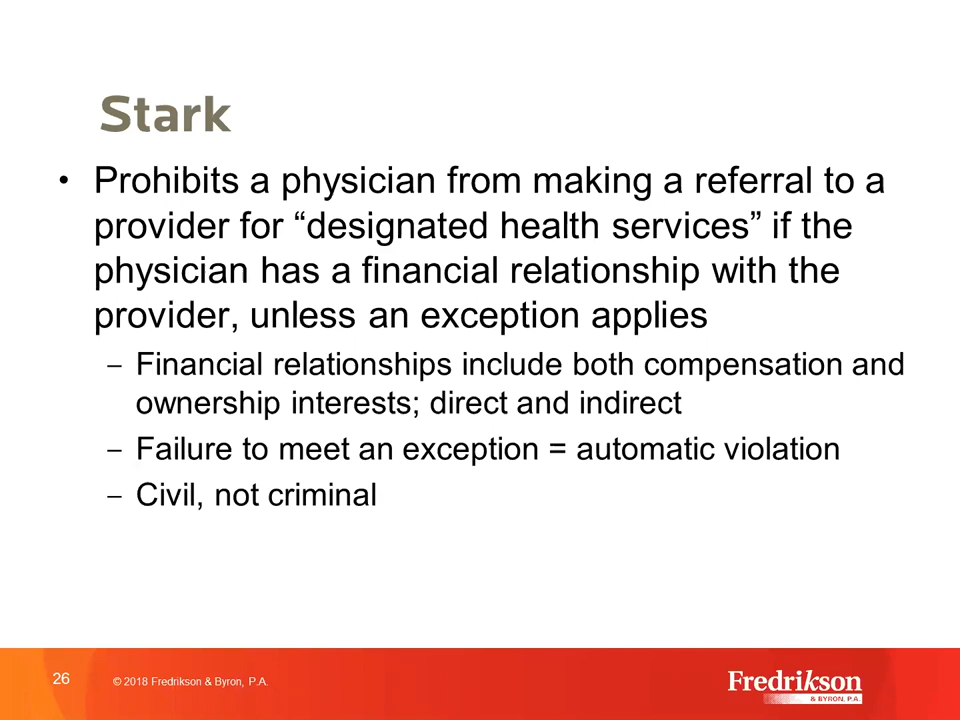 Stark
• Prohibits a physician from making a referral to a
provider for “designated health services” if the
physician has a financial relationship with the
provider, unless an exception applies
– Financial relationships include both compensation and
ownership interests; direct and indirect
– Failure to meet an exception = automatic violation
– Civil, not criminal
26
© 2018 Fredrikson & Byron, P.A.
Fredrikson
& BYRON, P.A.